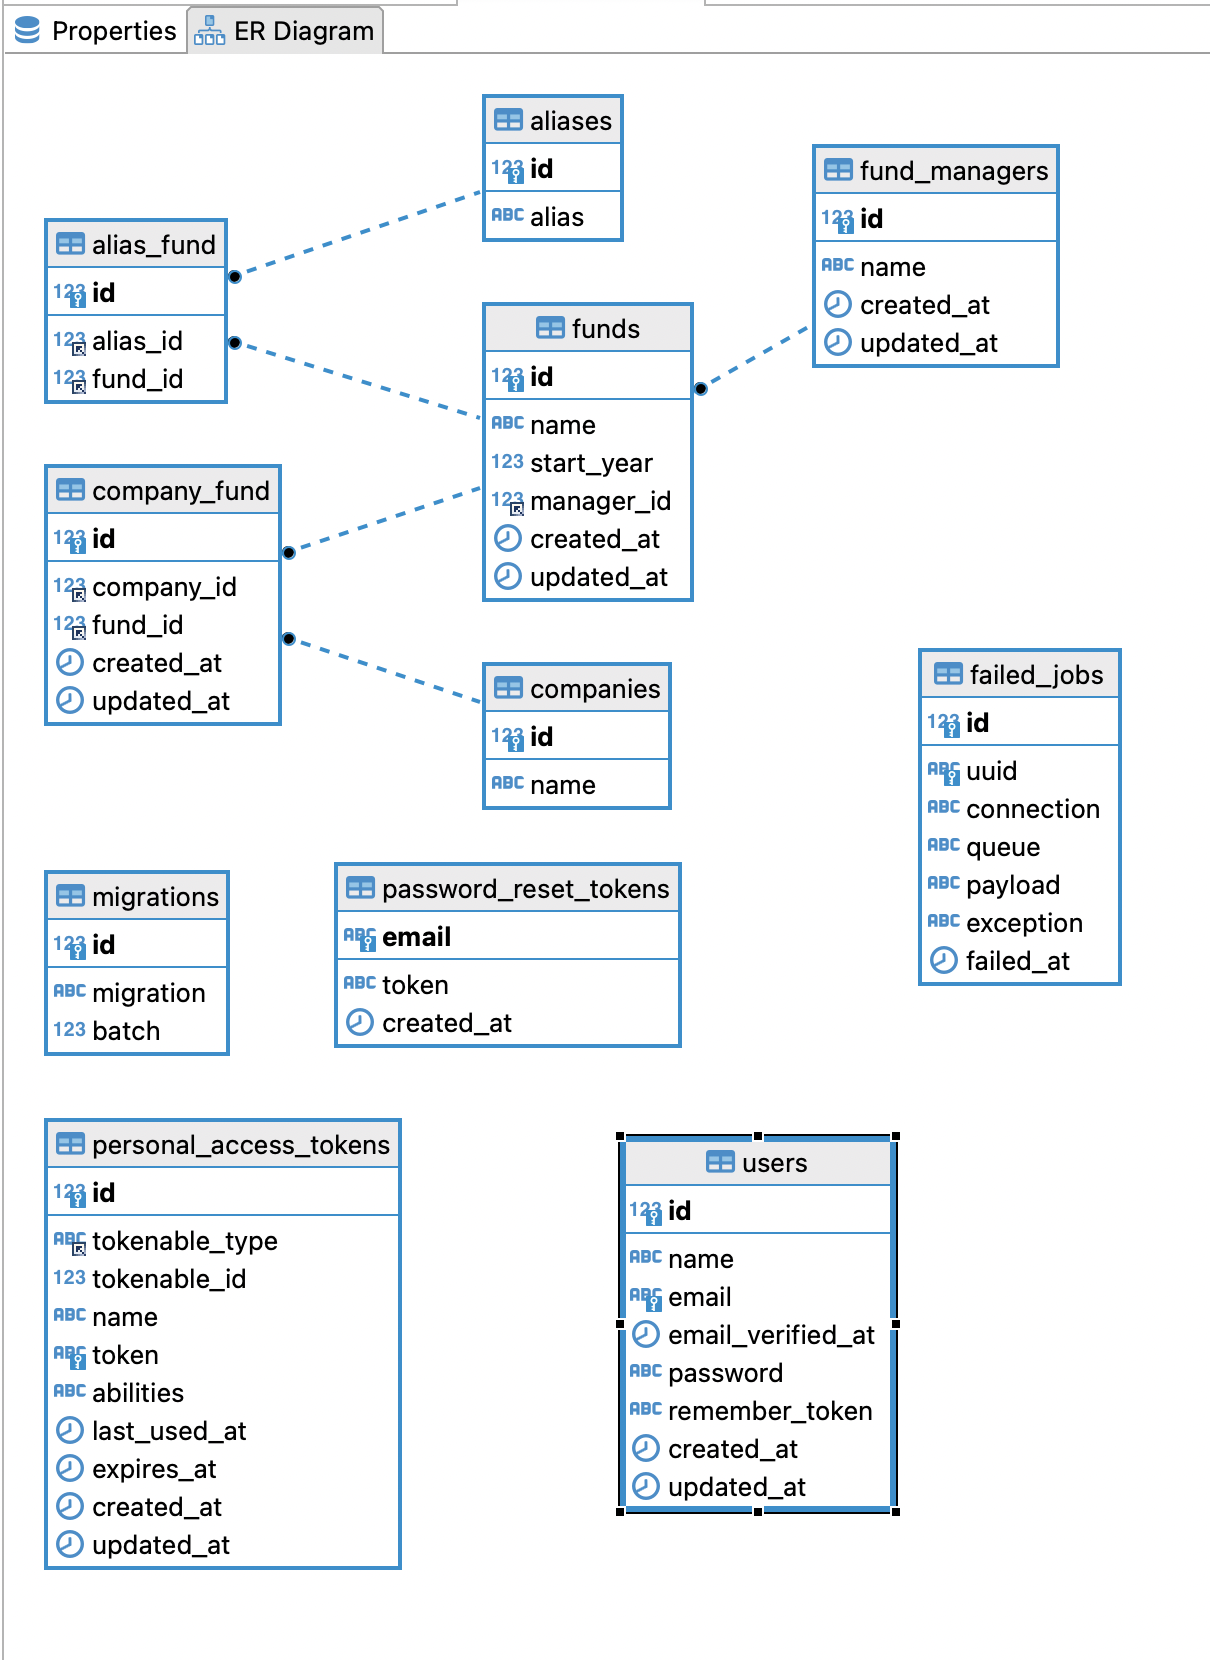 Properties
ER Diagram
aliases
123 id
ABC alias
fund_managers
123 id
ABC name
created_at
updated_at
alias_fund
123 id
123 alias_id
123 fund_id
funds
123 id
ABC name
123 start_year
123 manager_id
created_at
updated_at
company_fund
123 id
123 company_id
123 fund_id
created_at
updated_at
companies
123 id
ABC name
failed_jobs
123 id
ABC uuid
ABC connection
ABC queue
ABC payload
ABC exception
failed_at
migrations
123 id
ABC migration
123 batch
password_reset_tokens
ABC email
ABC token
created_at
personal_access_tokens
123 id
ABC tokenable_type
123 tokenable_id
ABC name
ABC token
ABC abilities
last_used_at
expires_at
created_at
updated_at
users
123 id
ABC name
ABC email
email_verified_at
ABC password
ABC remember_token
created_at
updated_at